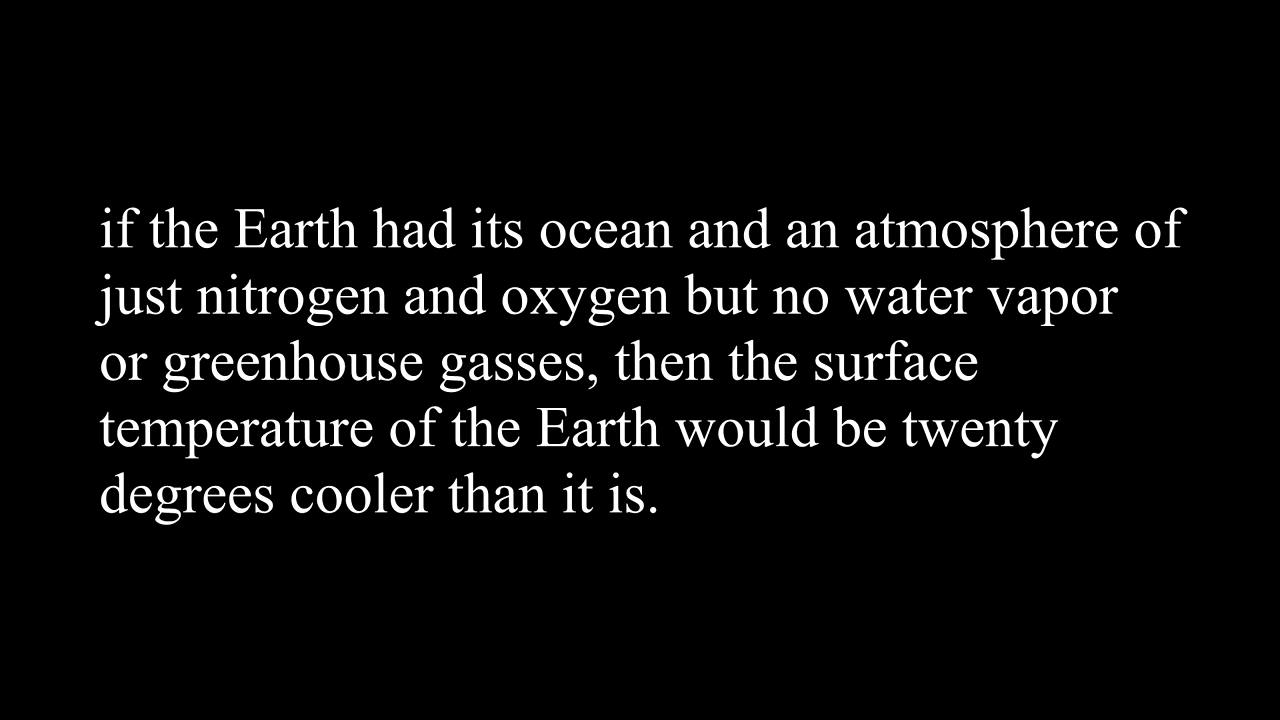 if the Earth had its ocean and an atmosphere of
just nitrogen and oxygen but no water vapor
or greenhouse gasses, then the surface
temperature of the Earth would be twenty
degrees cooler than it is.